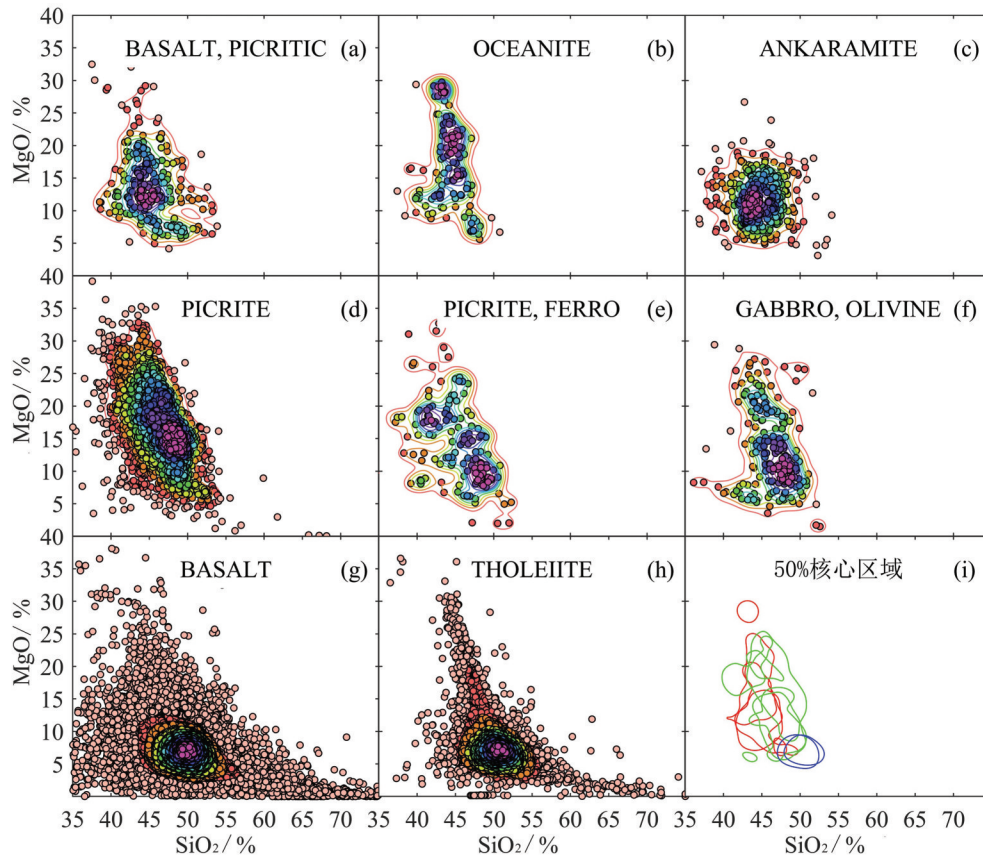 40
35
30
25
20
15
10
5
MgO/ %
BASALT, PICRITIC (a)
OCEANITE (b)
ANKARAMITE (c)
40
35
30
25
20
15
10
5
MgO/ %
PICRITE (d)
PICRITE, FERRO (e)
GABBRO, OLIVINE (f)
40
35
30
25
20
15
10
5
MgO/ %
BASALT (g)
THOLEIITE (h)
50%核心区域 (i)
35 40 45 50 55 60 65 70 35 40 45 50 55 60 65 70 35 40 45 50 55 60 65 70
SiO₂/ % SiO₂/ % SiO₂/ %